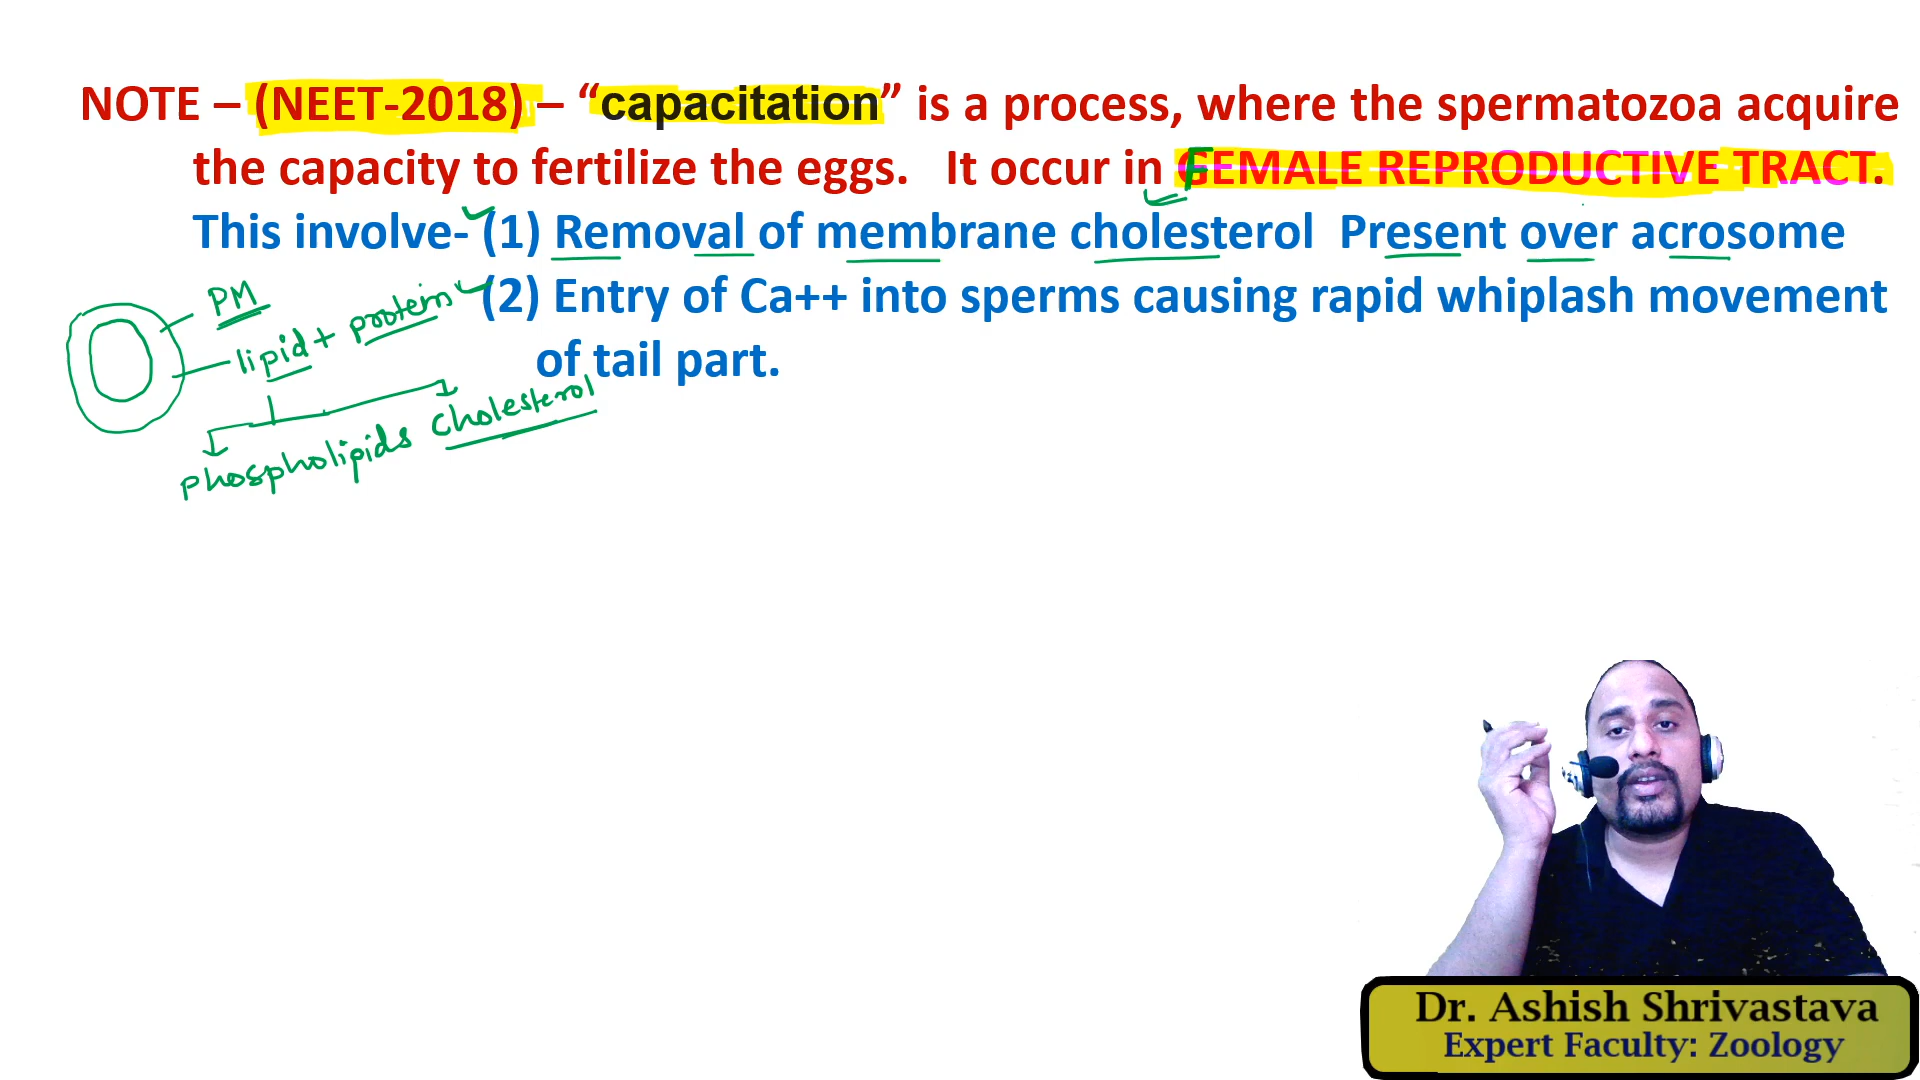 NOTE – (NEET-2018) – “capacitation” is a process, where the spermatozoa acquire
the capacity to fertilize the eggs. It occur in FEMALE REPRODUCTIVE TRACT.
This involve- (1) Removal of membrane cholesterol Present over acrosome
(2) Entry of Ca++ into sperms causing rapid whiplash movement
of tail part.
PM
lipid + protein
phospholipids cholesterol
Dr. Ashish Shrivastava
Expert Faculty: Zoology